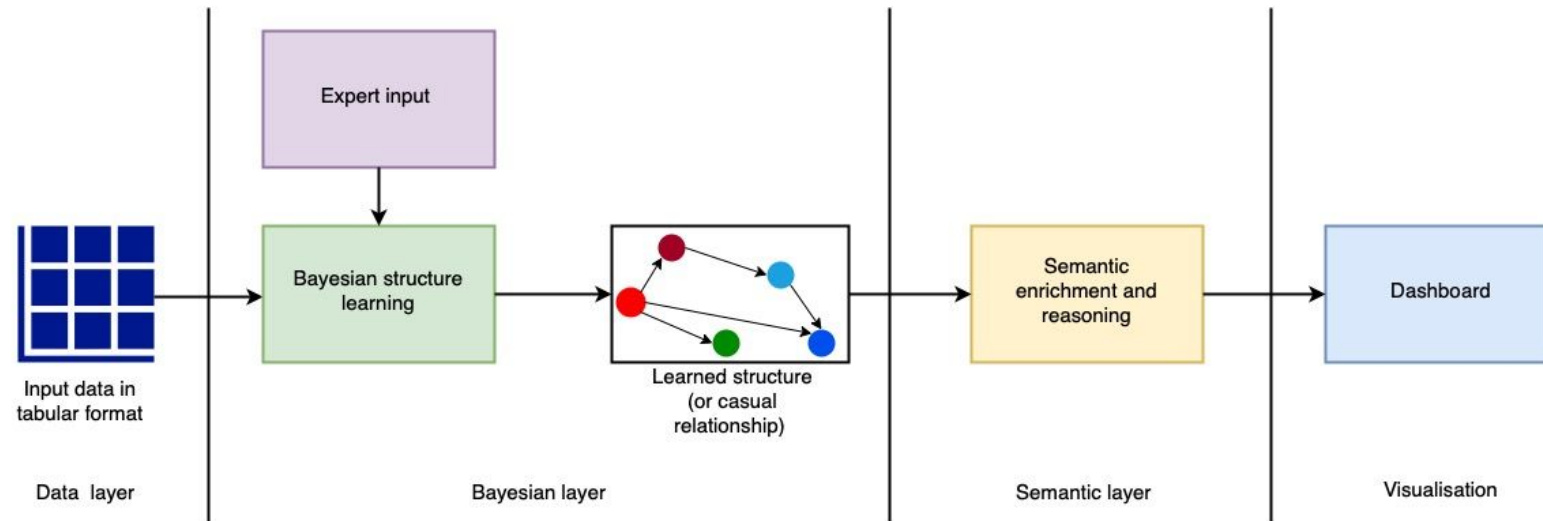 Expert input
Bayesian structure
learning
Semantic
enrichment and
reasoning
Dashboard
Input data in
tabular format
Learned structure
(or casual
relationship)
Data layer
Bayesian layer
Semantic layer
Visualisation